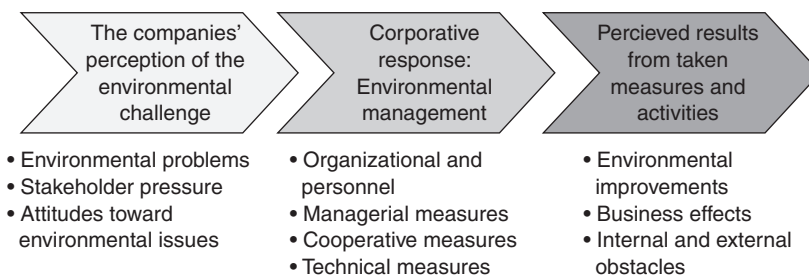 The companies’
perception of the
environmental
challenge
• Environmental problems
• Stakeholder pressure
• Attitudes toward
environmental issues
Corporative
response:
Environmental
management
• Organizational and
personnel
• Managerial measures
• Cooperative measures
• Technical measures
Percieved results
from taken
measures and
activities
• Environmental
improvements
• Business effects
• Internal and external
obstacles